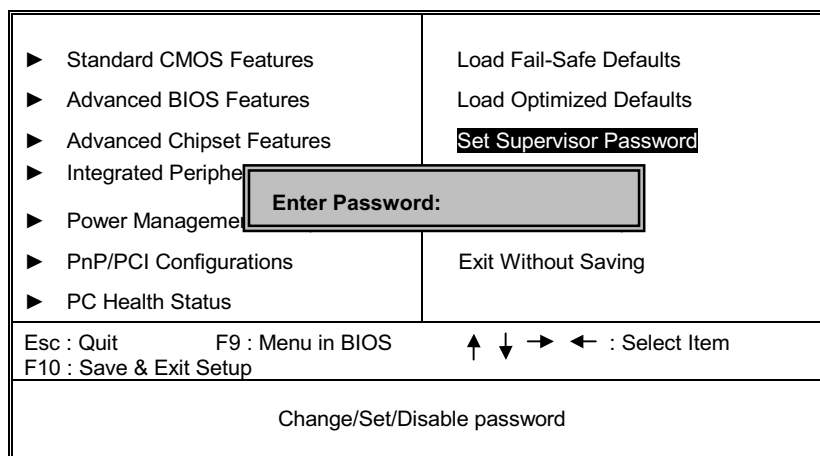 ► Standard CMOS Features
► Advanced BIOS Features
► Advanced Chipset Features
► Integrated Periphe
► Power Manageme
► PnP/PCI Configurations
► PC Health Status
Load Fail-Safe Defaults
Load Optimized Defaults
Set Supervisor Password
Exit Without Saving
Enter Password:
Esc : Quit F9 : Menu in BIOS ↑ ↓ → ← : Select Item
F10 : Save & Exit Setup
Change/Set/Disable password